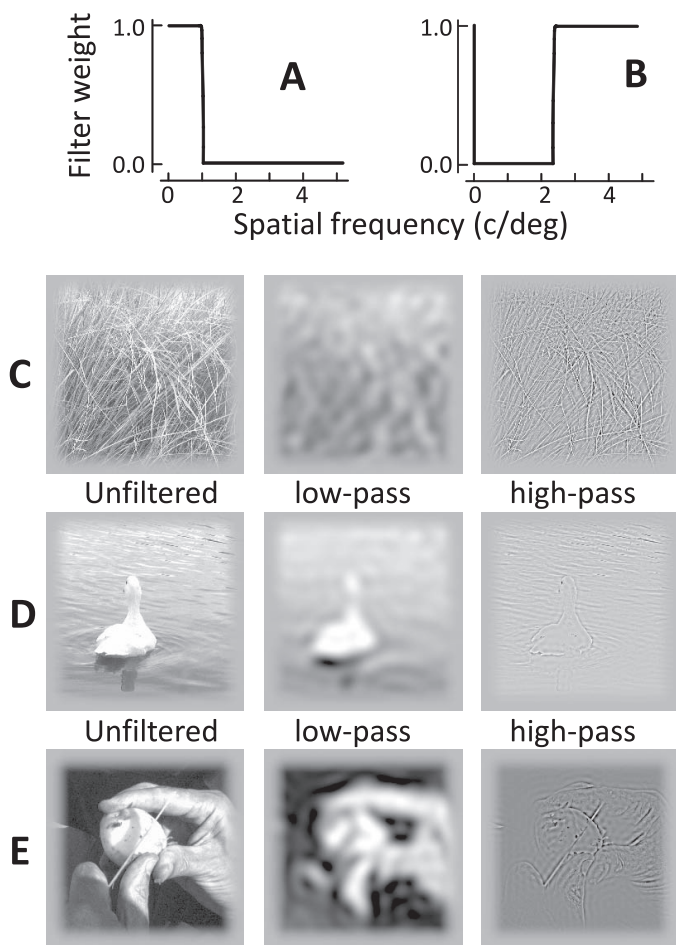 Filter weight
1.0
0.0
A
0 2 4
1.0
0.0
B
0 2 4
Spatial frequency (c/deg)
C
Unfiltered low-pass high-pass
D
Unfiltered low-pass high-pass
E